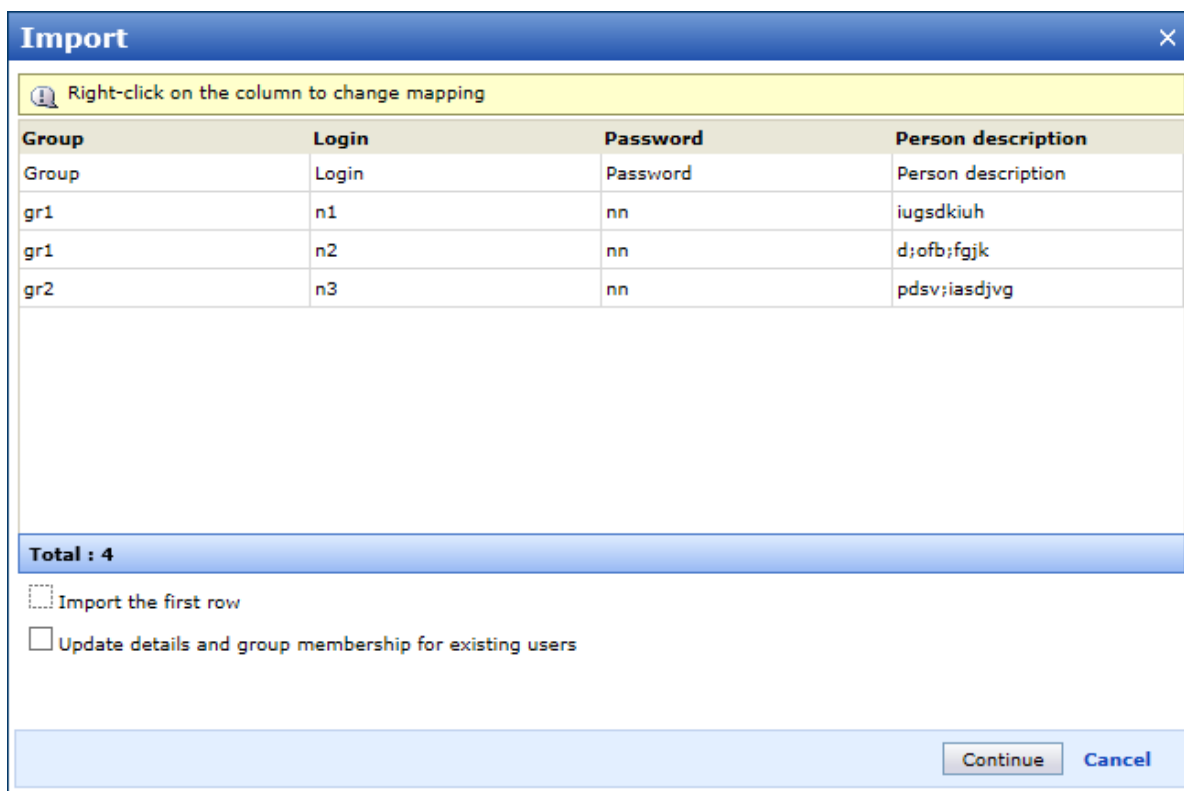 Import
Right-click on the column to change mapping
Group Login Password Person description
Group Login Password Person description
gr1 n1 nn iugsdkiuh
gr1 n2 nn d;ofb;fgjk
gr2 n3 nn pdsv;iasdjvg
Total : 4
Import the first row
Update details and group membership for existing users
Continue Cancel